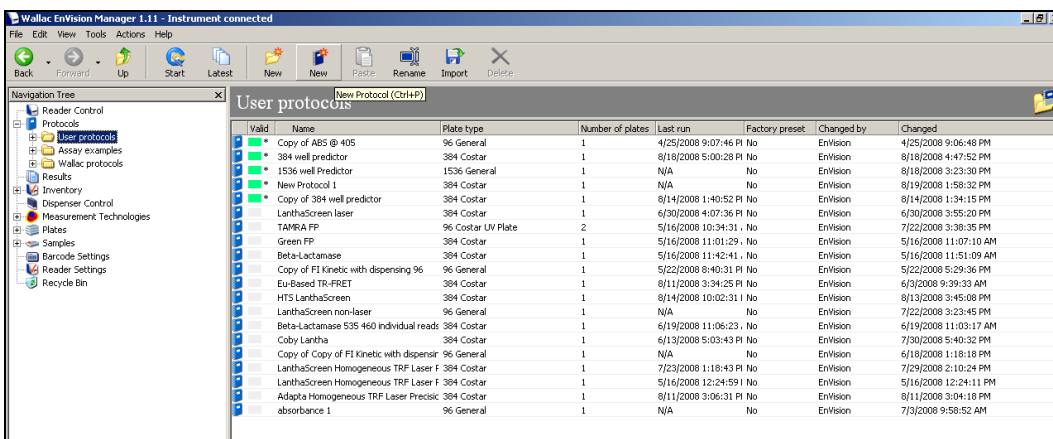 Wallac EnVision Manager 1.11 - Instrument connected
File Edit View Tools Actions Help
Back Forward Up Start Latest New New Paste Rename Import Delete
New Protocol (Ctrl+P)
Navigation Tree
Reader Control
Protocols
User protocols
Assay examples
Wallac protocols
Results
Inventory
Dispenser Control
Measurement Technologies
Plates
Samples
Barcode Settings
Reader Settings
Recycle Bin
User protocols
Valid Name Plate type Number of plates Last run Factory preset Changed by Changed
* Copy of ABS @ 405 96 General 1 4/25/2008 9:07:46 PM No EnVision 4/25/2008 9:06:48 PM
* 384 well predictor 384 Costar 1 8/18/2008 5:00:28 PM No EnVision 8/18/2008 4:47:52 PM
* 1536 well Predictor 1536 General 1 N/A No EnVision 8/18/2008 3:23:30 PM
* New Protocol 1 384 Costar 1 N/A No EnVision 8/19/2008 1:58:32 PM
* Copy of 384 well predictor 384 Costar 1 8/14/2008 1:40:52 PM No EnVision 8/14/2008 1:34:15 PM
LanthaScreen laser 384 Costar 1 6/30/2008 4:07:36 PM No EnVision 6/30/2008 3:55:20 PM
TAMRA FP 96 Costar UV Plate 2 5/16/2008 10:34:31 No EnVision 7/22/2008 3:38:35 PM
Green FP 384 Costar 1 5/16/2008 11:01:29 No EnVision 5/16/2008 11:07:10 AM
Beta-Lactamase 384 Costar 1 5/16/2008 11:42:41 No EnVision 5/16/2008 11:51:09 AM
Copy of FI Kinetic with dispensing 96 96 General 1 5/22/2008 8:40:31 PM No EnVision 5/22/2008 5:29:36 PM
Eu-Based TR-FRET 384 Costar 1 8/11/2008 3:34:25 PM No EnVision 6/3/2008 9:39:33 AM
HTS LanthaScreen 384 Costar 1 8/14/2008 10:02:31 No EnVision 8/13/2008 3:45:08 PM
LanthaScreen non-laser 96 General 1 N/A No EnVision 7/22/2008 3:23:45 PM
Beta-Lactamase 535 460 individual reads 384 Costar 1 6/19/2008 11:06:23 No EnVision 6/19/2008 11:03:17 AM
Coby Lantha 384 Costar 1 6/13/2008 5:03:43 PM No EnVision 7/30/2008 5:40:32 PM
Copy of Copy of FI Kinetic with dispensir 96 General 1 N/A No EnVision 6/18/2008 1:18:18 PM
LanthaScreen Homogeneous TRF Laser F 384 Costar 1 7/23/2008 1:18:43 PM No EnVision 7/29/2008 2:10:24 PM
LanthaScreen Homogeneous TRF Laser F 384 Costar 1 5/16/2008 12:24:59 No EnVision 5/16/2008 12:24:11 PM
Adapta Homogeneous TRF Laser Precisic 384 Costar 1 8/11/2008 3:06:31 PM No EnVision 8/11/2008 3:04:18 PM
absorbance 1 96 General 1 N/A No EnVision 7/3/2008 9:58:52 AM